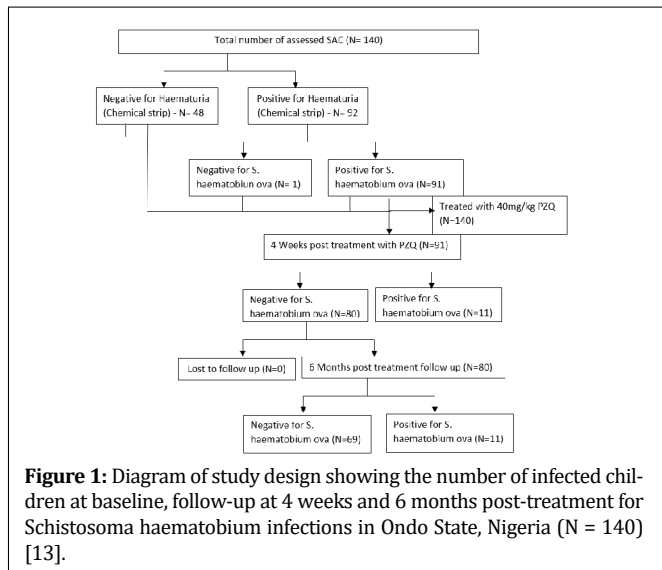 Total number of assessed SAC (N= 140)
Negative for Haematuria
(Chemical strip) - N= 48
Positive for Haematuria
(Chemical strip) - N= 92
Negative for S.
haematobiun ova (N= 1)
Positive for S.
haematobium ova (N=91)
Treated with 40mg/kg PZQ
(N=140)
4 Weeks post treatment with PZQ (N=91)
Negative for S.
haematobium ova (N=80)
Positive for S.
haematobium ova (N=11)
Lost to follow up (N=0)
6 Months post treatment follow up (N=80)
Negative for S.
haematobium ova (N=69)
Positive for S.
haematobium ova (N=11)
Figure 1: Diagram of study design showing the number of infected chil-
dren at baseline, follow-up at 4 weeks and 6 months post-treatment for
Schistosoma haematobium infections in Ondo State, Nigeria (N = 140)
[13].